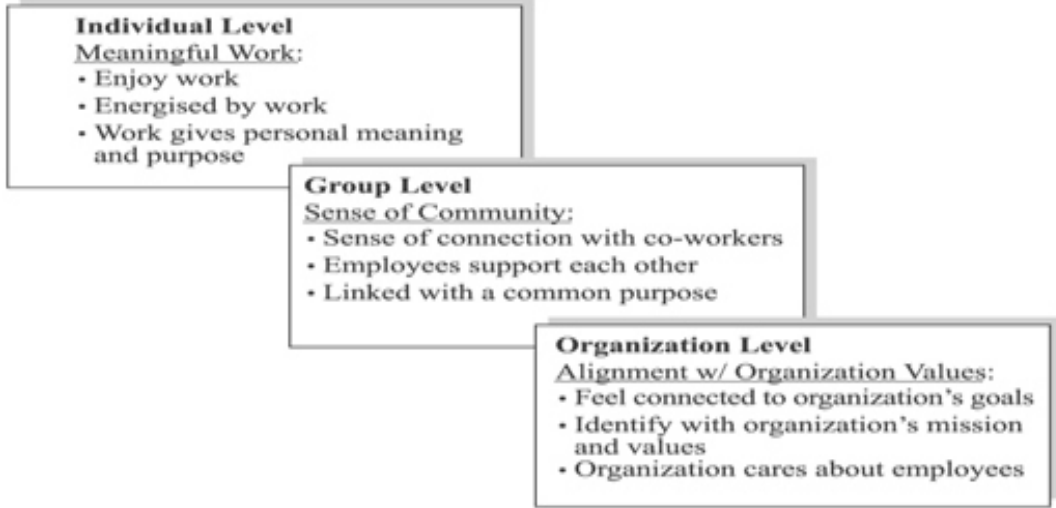 Individual Level
Meaningful Work:
• Enjoy work
• Energised by work
• Work gives personal meaning
and purpose
Group Level
Sense of Community:
• Sense of connection with co-workers
• Employees support each other
• Linked with a common purpose
Organization Level
Alignment w/ Organization Values:
• Feel connected to organization's goals
• Identify with organization's mission
and values
• Organization cares about employees